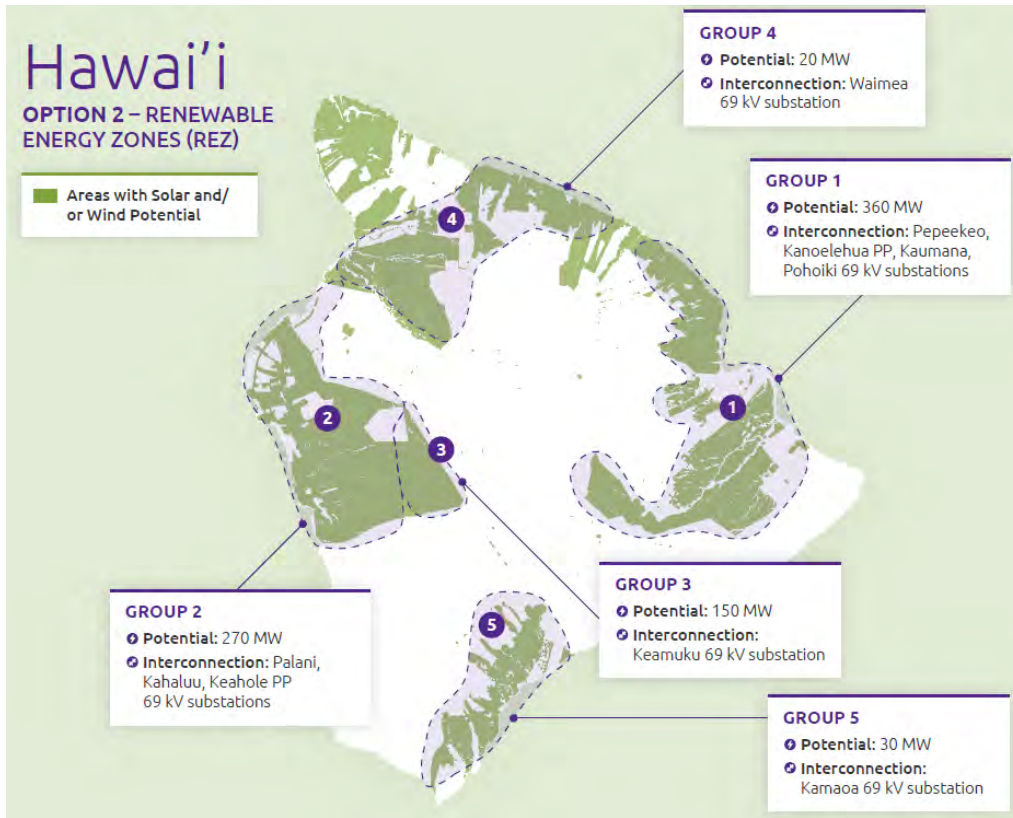 Hawai'i
OPTION 2 – RENEWABLE
ENERGY ZONES (REZ)
Areas with Solar and/
or Wind Potential
GROUP 4
Potential: 20 MW
Interconnection: Waimea
69 kV substation
GROUP 1
Potential: 360 MW
Interconnection: Pepeekeo,
Kanoelehua PP, Kaumana,
Pohoiki 69 kV substations
4
2
3
1
5
GROUP 2
Potential: 270 MW
Interconnection: Palani,
Kahaluu, Keahole PP
69 kV substations
GROUP 3
Potential: 150 MW
Interconnection:
Keamuku 69 kV substation
GROUP 5
Potential: 30 MW
Interconnection:
Kamaoa 69 kV substation